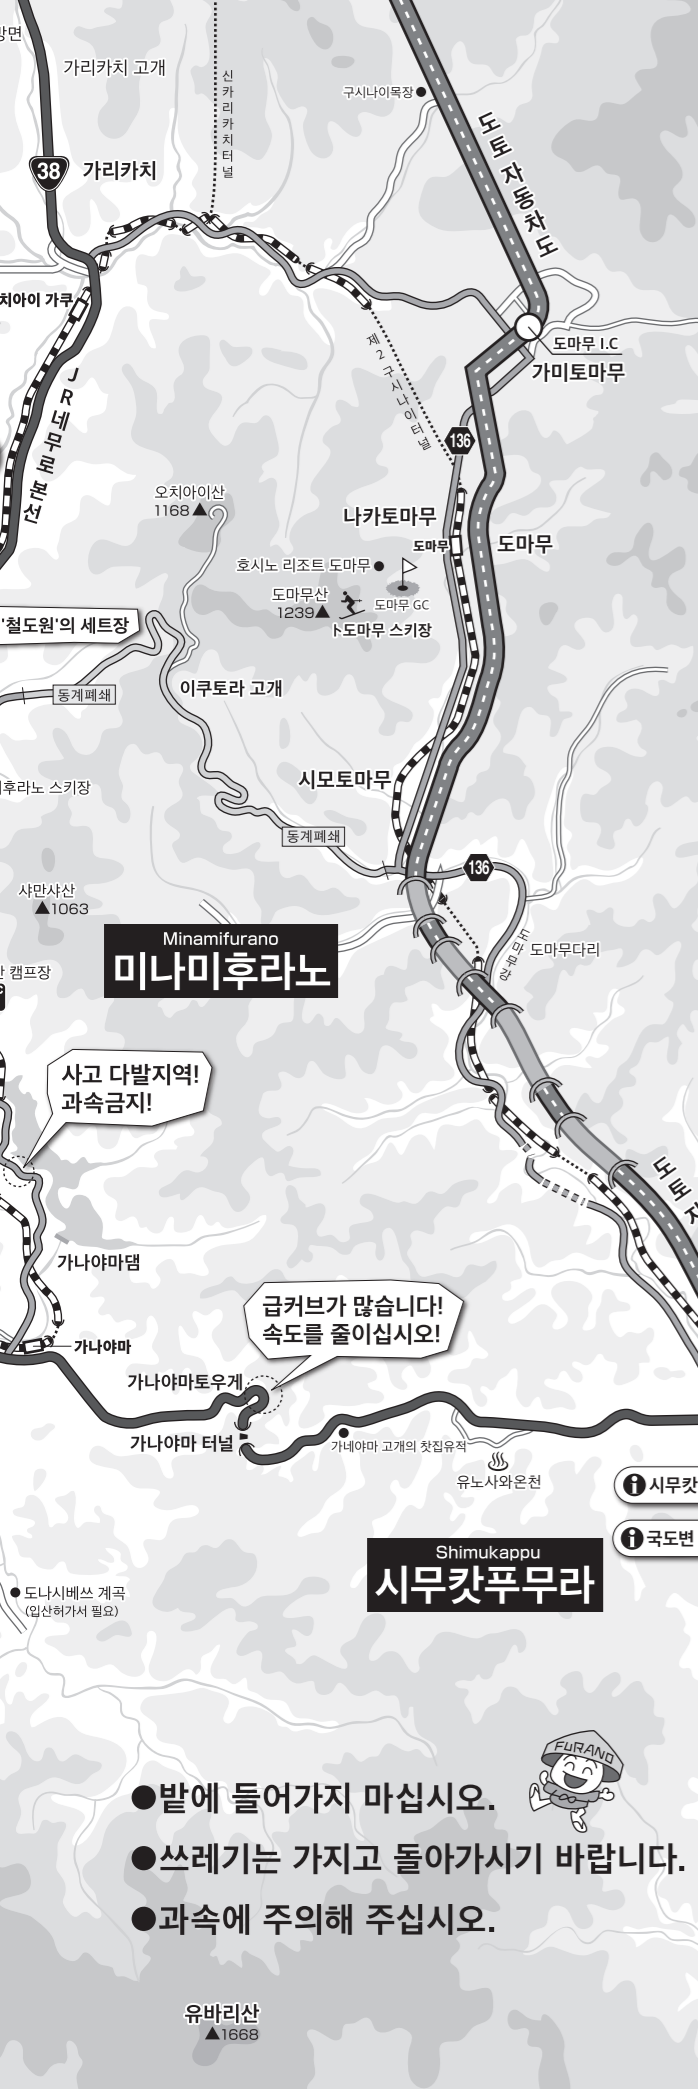 방면
가리카치 고개
신카리카치터널
구시나이목장
38
가리카치
도토 자동차도
치아이 가쿠
JR네무로 본선
제2구시나이터널
도마무 I.C
가미토마무
136
오치아이산
1168
나카토마무
도마무
도마무
호시노 리조트 도마무
도마무산
1239
도마무 GC
ト도마무 스키장
'철도원'의 세트장
동계폐쇄
이쿠토라 고개
후라노 스키장
시모토마무
동계폐쇄
136
샤만샤산
1063
Minamifurano
미나미후라노
도마무강
도마무다리
캠프장
사고 다발지역!
과속금지!
도토 자
가나야마댐
급커브가 많습니다!
속도를 줄이십시오!
가나야마
가나야마토우게
가나야마 터널
가네야마 고개의 찻집유적
유노사와온천
시무캇
국도변
Shimukappu
시무캇푸무라
●도나시베쓰 계곡
(입산허가서 필요)
FURANO
●밭에 들어가지 마십시오.
●쓰레기는 가지고 돌아가시기 바랍니다.
●과속에 주의해 주십시오.
유바리산
▲1668